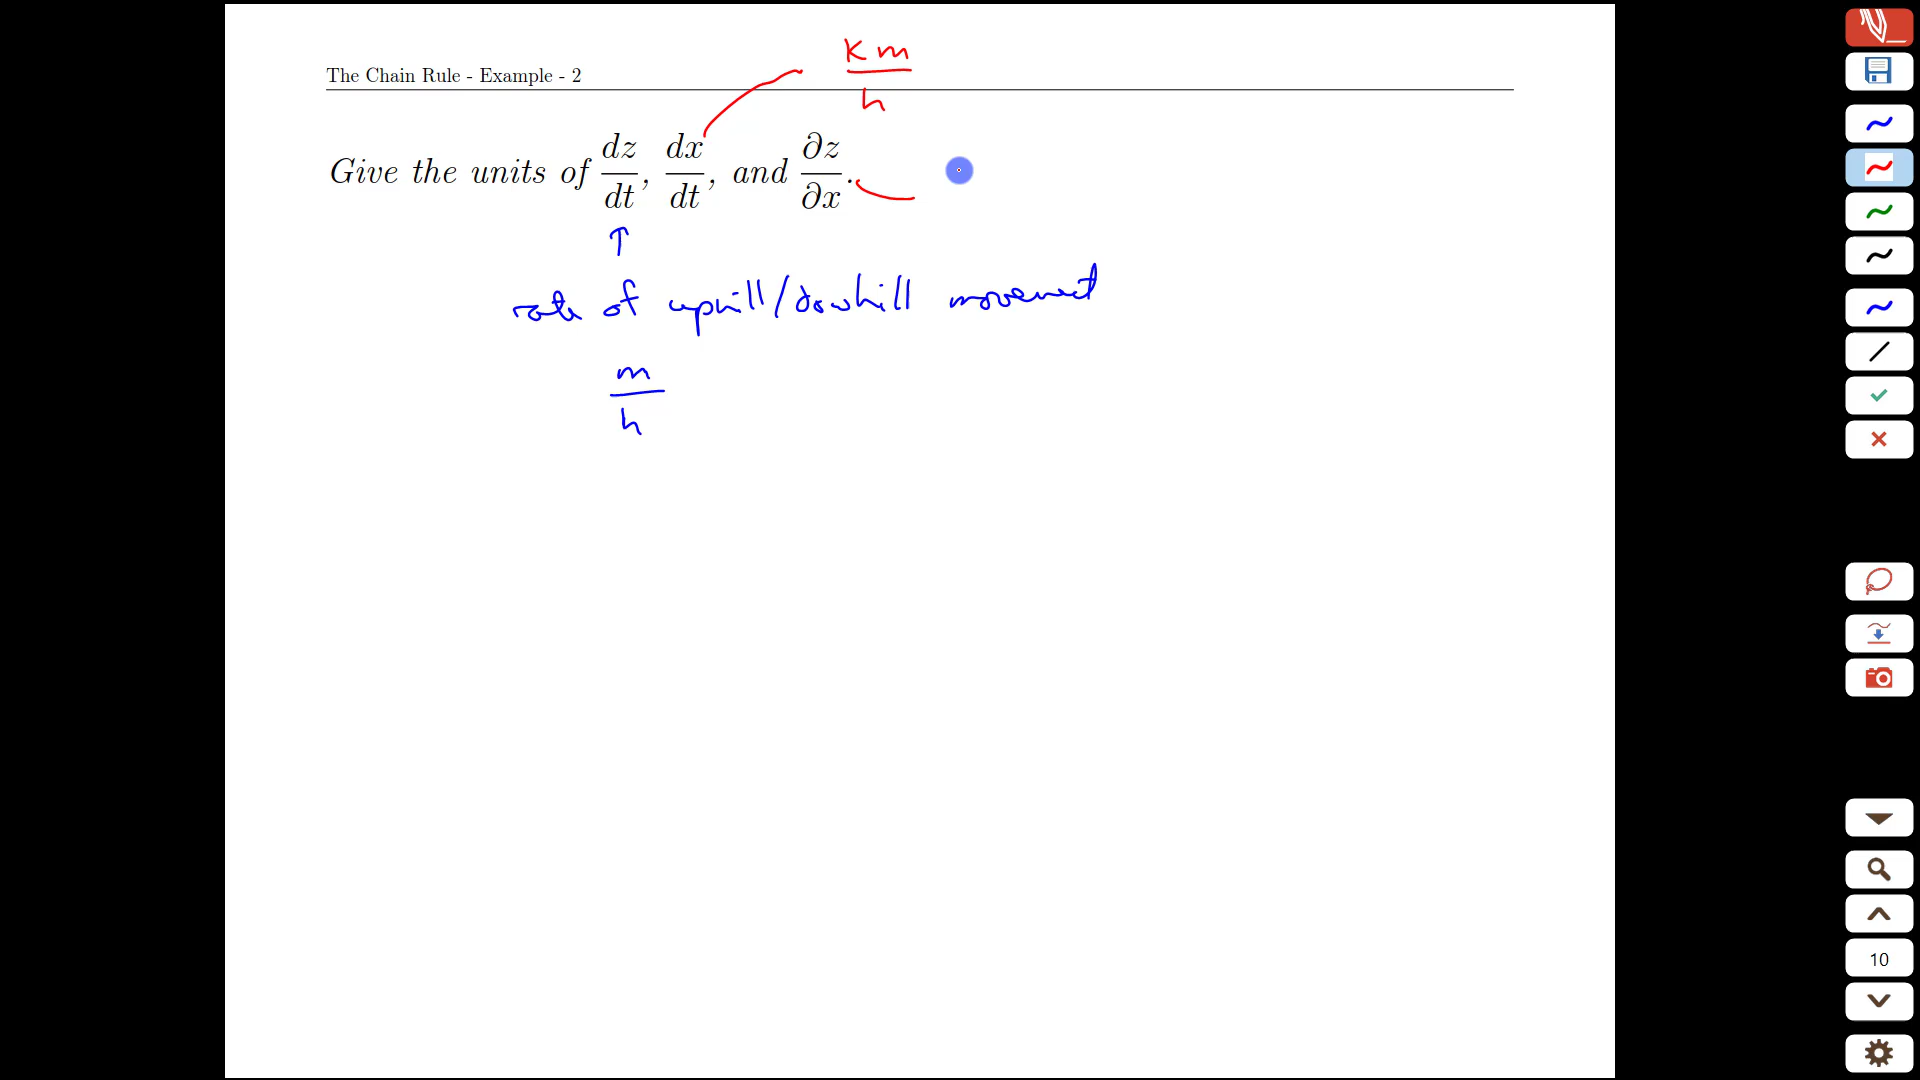 Km
h
The Chain Rule - Example - 2
Give the units of dz/dt, dx/dt, and ∂z/∂x.
rate of uphill/dowhill movement
m
h
10